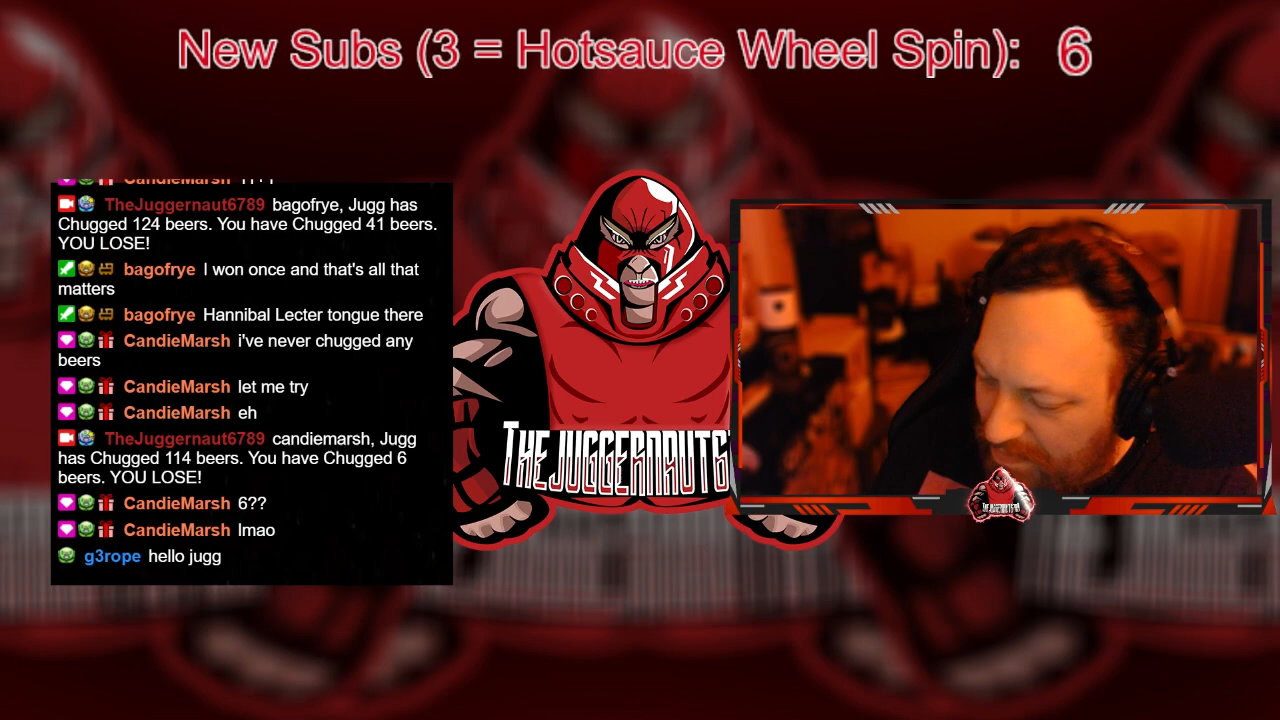 New Subs (3 = Hotsauce Wheel Spin): 6
CandieMarsh
TheJuggernaut6789 bagofrye, Jugg has
Chugged 124 beers. You have Chugged 41 beers.
YOU LOSE!
bagofrye I won once and that's all that
matters
bagofrye Hannibal Lecter tongue there
CandieMarsh i've never chugged any
beers
CandieMarsh let me try
CandieMarsh eh
TheJuggernaut6789 candiemarsh, Jugg
has Chugged 114 beers. You have Chugged 6
beers. YOU LOSE!
CandieMarsh 6??
CandieMarsh lmao
g3rope hello jugg
THEJUGGERNAUT6